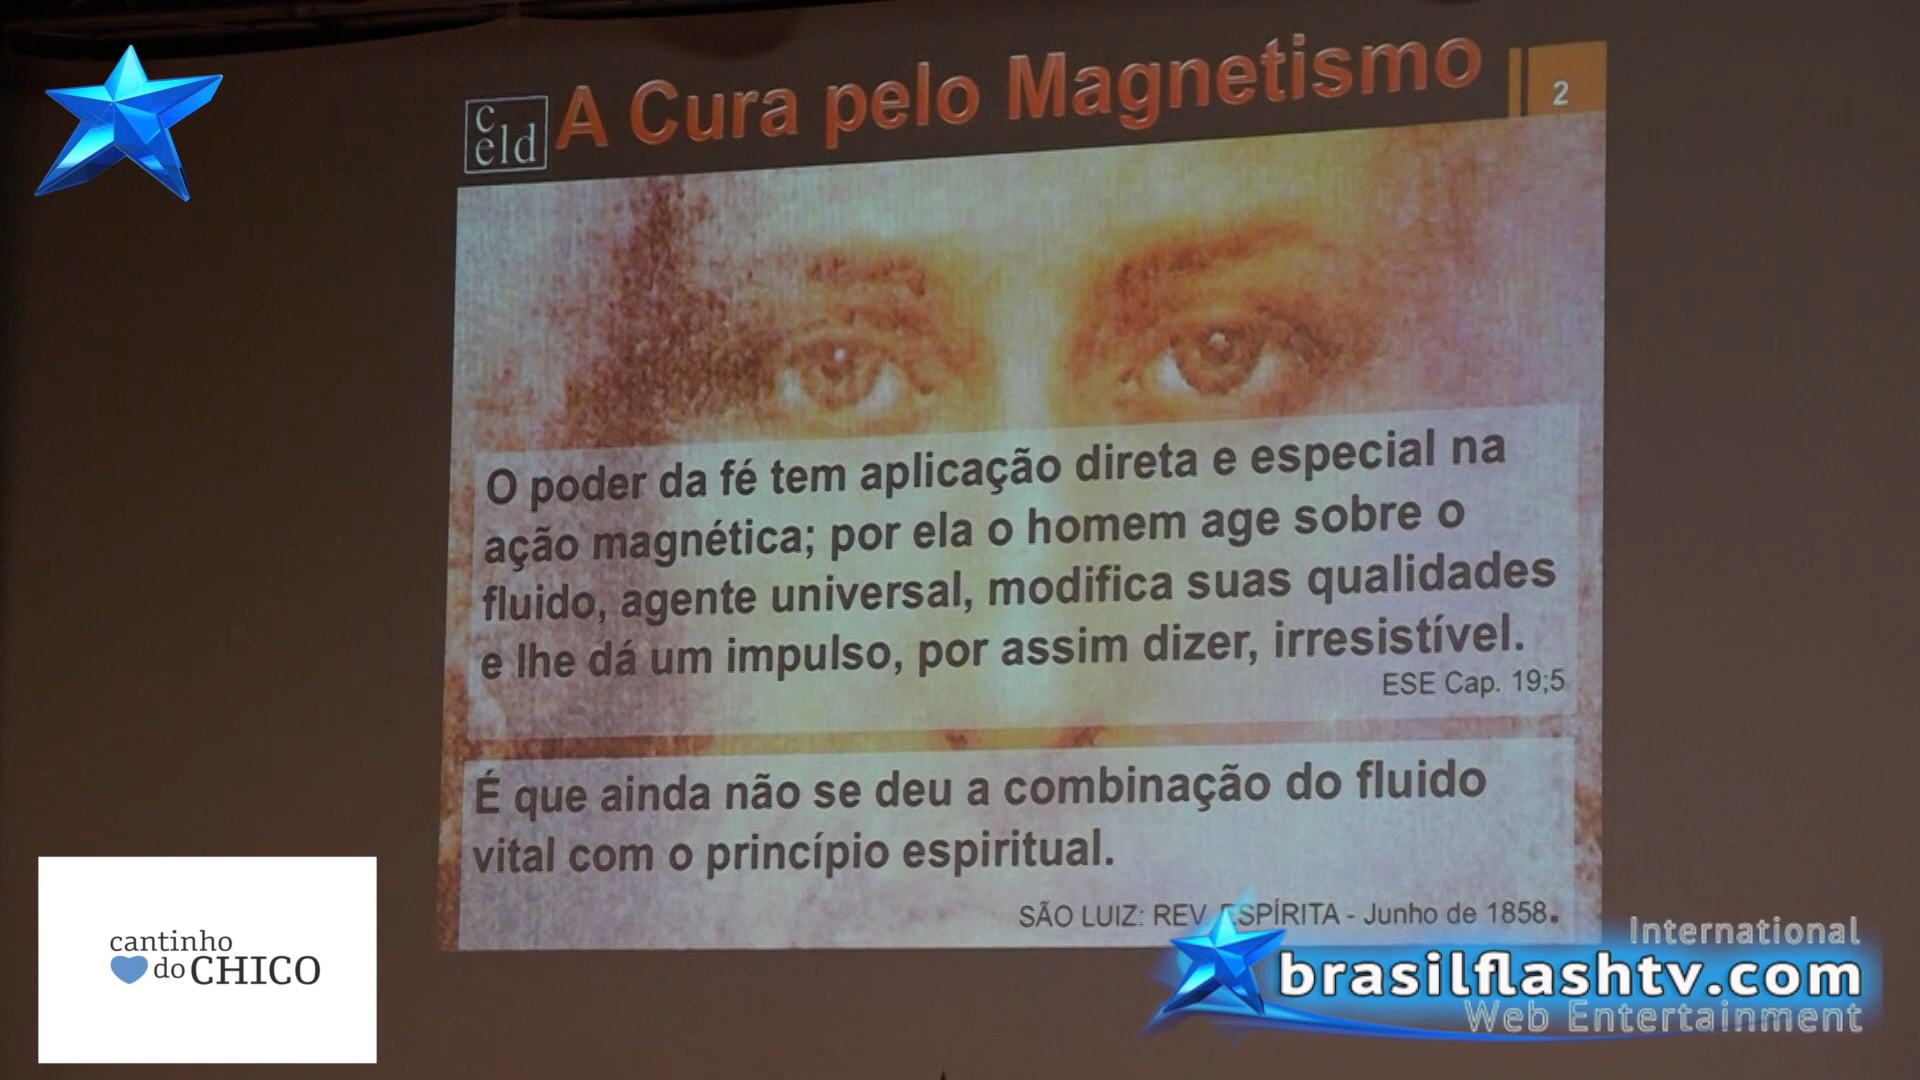 c
eld
A Cura pelo Magnetismo
2
O poder da fé tem aplicação direta e especial na
ação magnética; por ela o homem age sobre o
fluido, agente universal, modifica suas qualidades
e lhe dá um impulso, por assim dizer, irresistível.
ESE Cap. 19;5
É que ainda não se deu a combinação do fluido
vital com o princípio espiritual.
SÃO LUIZ: REV. ESPÍRITA - Junho de 1858.
cantinho
do CHICO
International
brasilflashtv.com
Web Entertainment